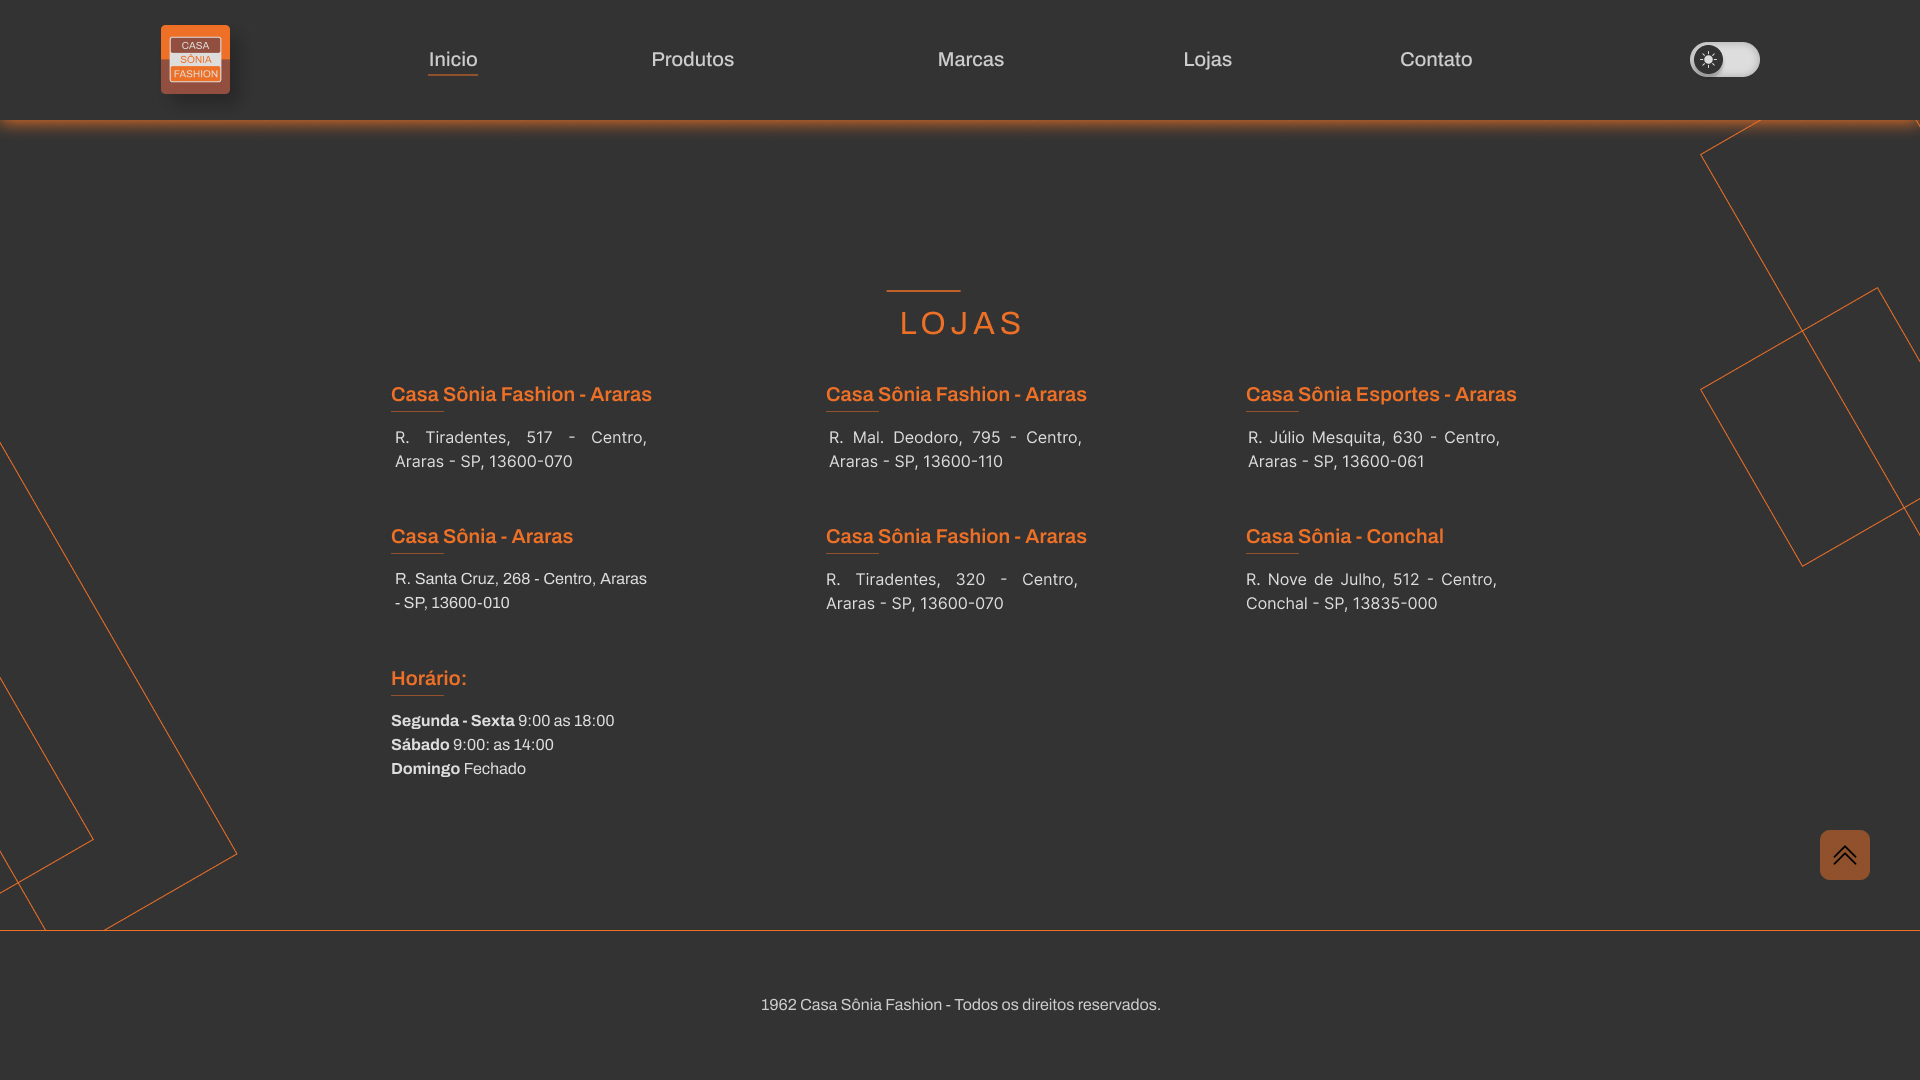 CASA
SÔNIA
FASHION
Inicio
Produtos
Marcas
Lojas
Contato
LOJAS
Casa Sônia Fashion - Araras
R. Tiradentes, 517 - Centro,
Araras - SP, 13600-070
Casa Sônia Fashion - Araras
R. Mal. Deodoro, 795 - Centro,
Araras - SP, 13600-110
Casa Sônia Esportes - Araras
R. Júlio Mesquita, 630 - Centro,
Araras - SP, 13600-061
Casa Sônia - Araras
R. Santa Cruz, 268 - Centro, Araras
- SP, 13600-010
Casa Sônia Fashion - Araras
R. Tiradentes, 320 - Centro,
Araras - SP, 13600-070
Casa Sônia - Conchal
R. Nove de Julho, 512 - Centro,
Conchal - SP, 13835-000
Horário:
Segunda - Sexta 9:00 as 18:00
Sábado 9:00: as 14:00
Domingo Fechado
1962 Casa Sônia Fashion - Todos os direitos reservados.